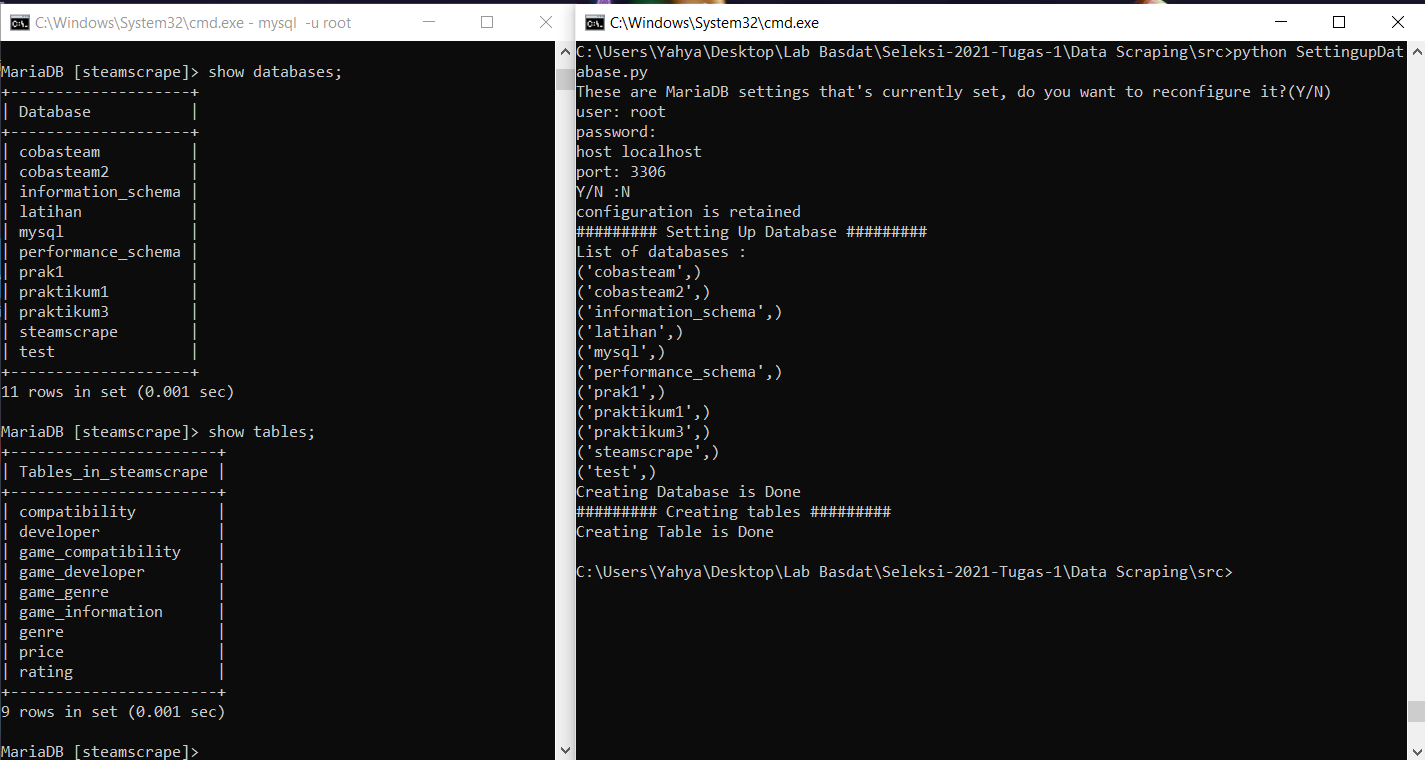 C:\Windows\System32\cmd.exe - mysql  -u root
MariaDB [steamscrape]> show databases;
+--------------------+
| Database           |
+--------------------+
| cobasteam          |
| cobasteam2         |
| information_schema |
| latihan            |
| mysql              |
| performance_schema |
| prak1              |
| praktikum1         |
| praktikum3         |
| steamscrape        |
| test               |
+--------------------+
11 rows in set (0.001 sec)
MariaDB [steamscrape]> show tables;
+-----------------------+
| Tables_in_steamscrape |
+-----------------------+
| compatibility         |
| developer             |
| game_compatibility    |
| game_developer        |
| game_genre            |
| game_information      |
| genre                 |
| price                 |
| rating                |
+-----------------------+
9 rows in set (0.001 sec)
MariaDB [steamscrape]>
C:\Windows\System32\cmd.exe
C:\Users\Yahya\Desktop\Lab Basdat\Seleksi-2021-Tugas-1\Data Scraping\src>python SettingupDat
abase.py
These are MariaDB settings that's currently set, do you want to reconfigure it?(Y/N)
user: root
password:
host localhost
port: 3306
Y/N :N
configuration is retained
######### Setting Up Database #########
List of databases :
('cobasteam',)
('cobasteam2',)
('information_schema',)
('latihan',)
('mysql',)
('performance_schema',)
('prak1',)
('praktikum1',)
('praktikum3',)
('steamscrape',)
('test',)
Creating Database is Done
######### Creating tables #########
Creating Table is Done
C:\Users\Yahya\Desktop\Lab Basdat\Seleksi-2021-Tugas-1\Data Scraping\src>